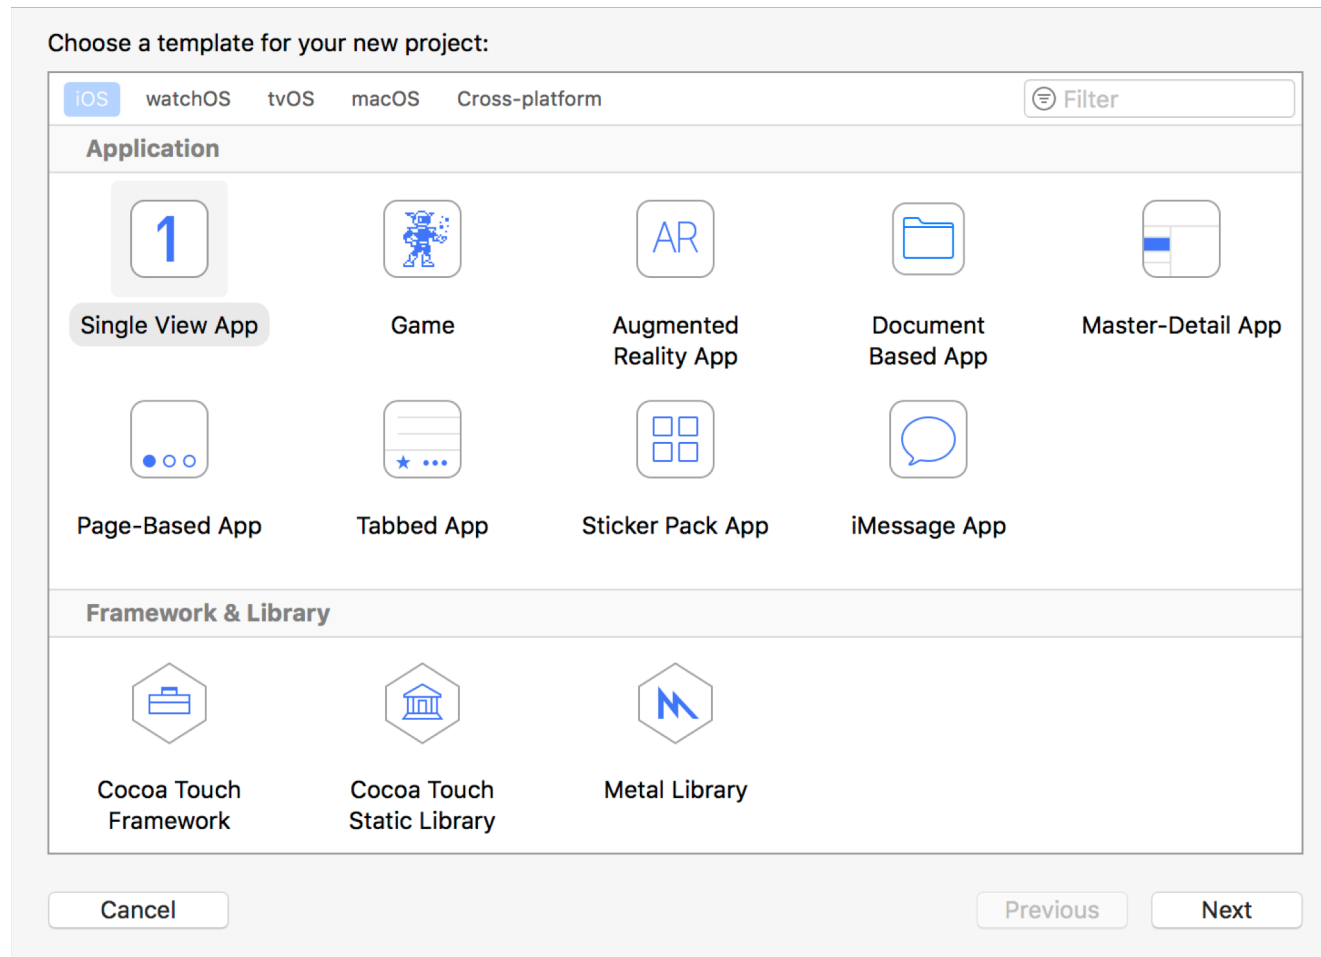 Choose a template for your new project:
iOS watchOS tvOS macOS Cross-platform Filter
Application
1 AR
Single View App Game Augmented Reality App Document Based App Master-Detail App
Page-Based App Tabbed App Sticker Pack App iMessage App
Framework & Library
Cocoa Touch Framework Cocoa Touch Static Library Metal Library
Cancel Previous Next